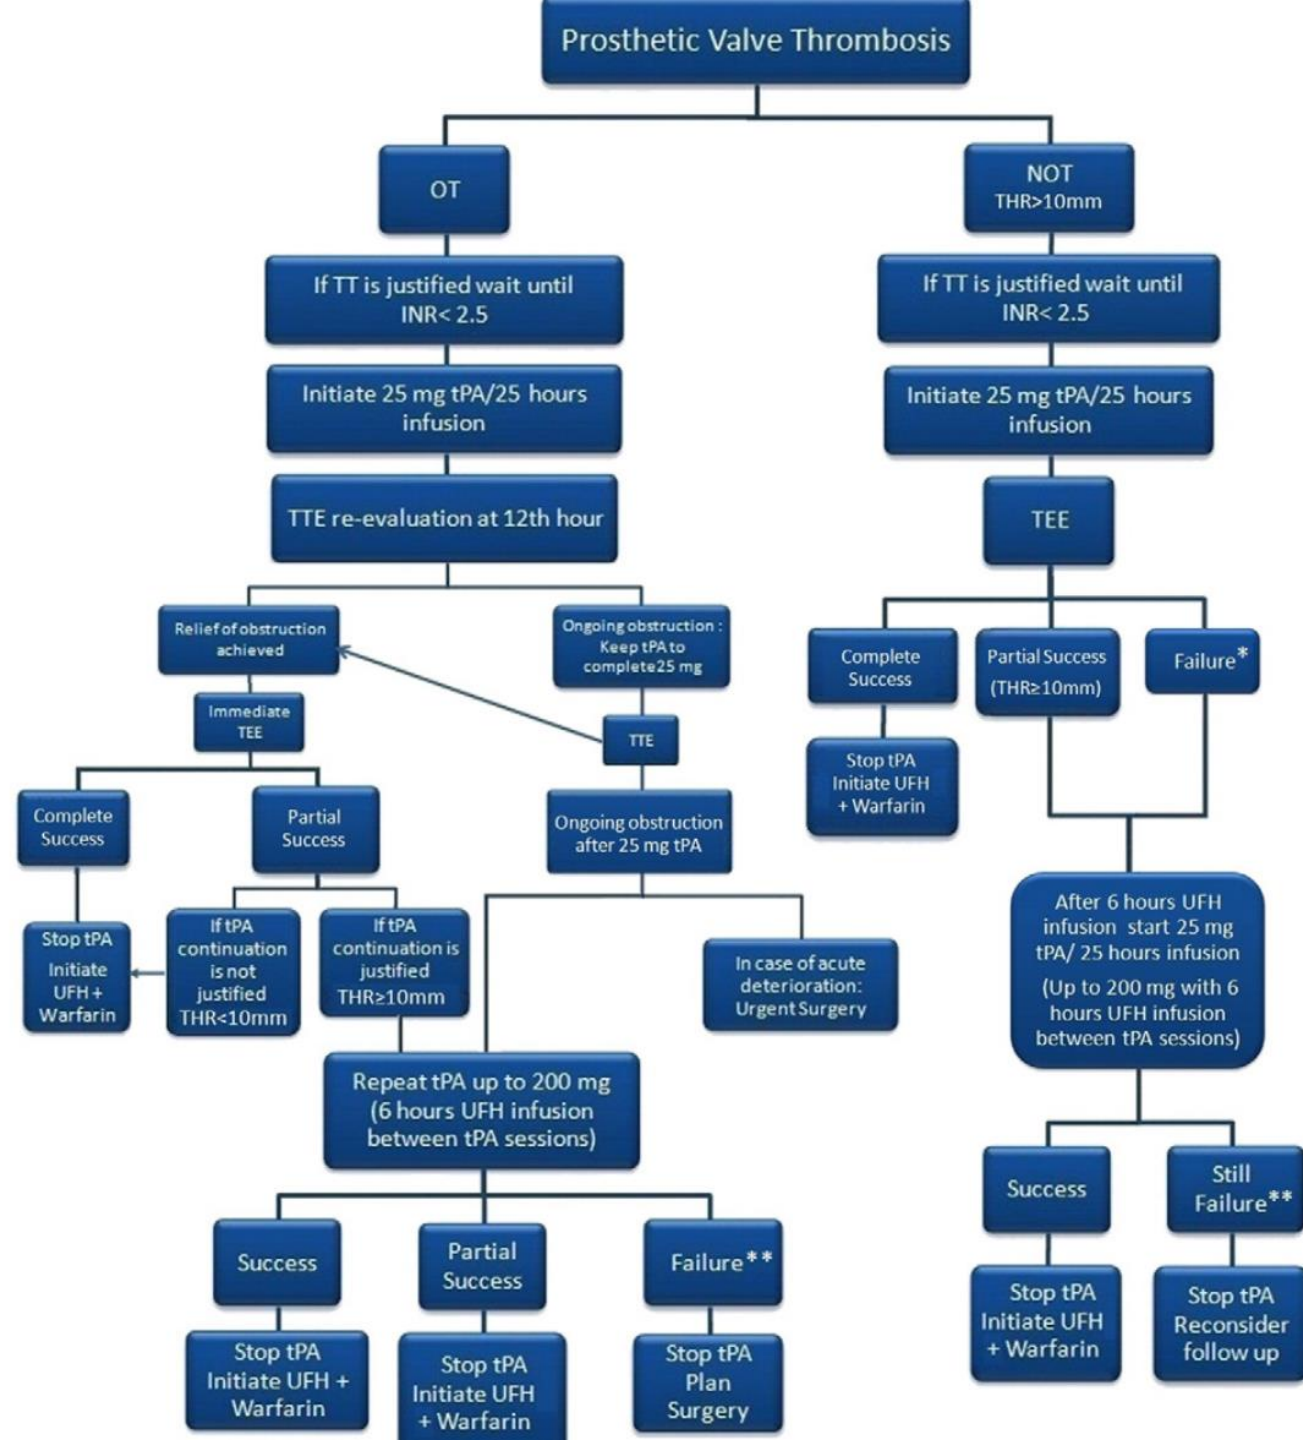 Prosthetic Valve Thrombosis
OT
NOT
THR>10mm
If TT is justified wait until
INR< 2.5
If TT is justified wait until
INR< 2.5
Initiate 25 mg tPA/25 hours
infusion
Initiate 25 mg tPA/25 hours
infusion
TTE re-evaluation at 12th hour
TEE
Relief of obstruction
achieved
Ongoing obstruction :
Keep tPA to
complete25 mg
Complete
Success
Partial Success
(THR≥10mm)
Failure*
Immediate
TEE
TTE
Stop tPA
Initiate UFH
+ Warfarin
Complete
Success
Partial
Success
Ongoing obstruction
after 25 mg tPA
Stop tPA
Initiate
UFH +
Warfarin
If tPA
continuation
is not
justified
THR<10mm
If tPA
continuation is
justified
THR≥10mm
In case of acute
deterioration:
Urgent Surgery
After 6 hours UFH
infusion start 25 mg
tPA/ 25 hours infusion
(Up to 200 mg with 6
hours UFH infusion
between tPA sessions)
Repeat tPA up to 200 mg
(6 hours UFH infusion
between tPA sessions)
Success
Still
Failure**
Success
Partial
Success
Failure**
Stop tPA
Initiate UFH
+ Warfarin
Stop tPA
Reconsider
follow up
Stop tPA
Initiate UFH +
Warfarin
Stop tPA
Initiate UFH
+ Warfarin
Stop tPA
Plan
Surgery